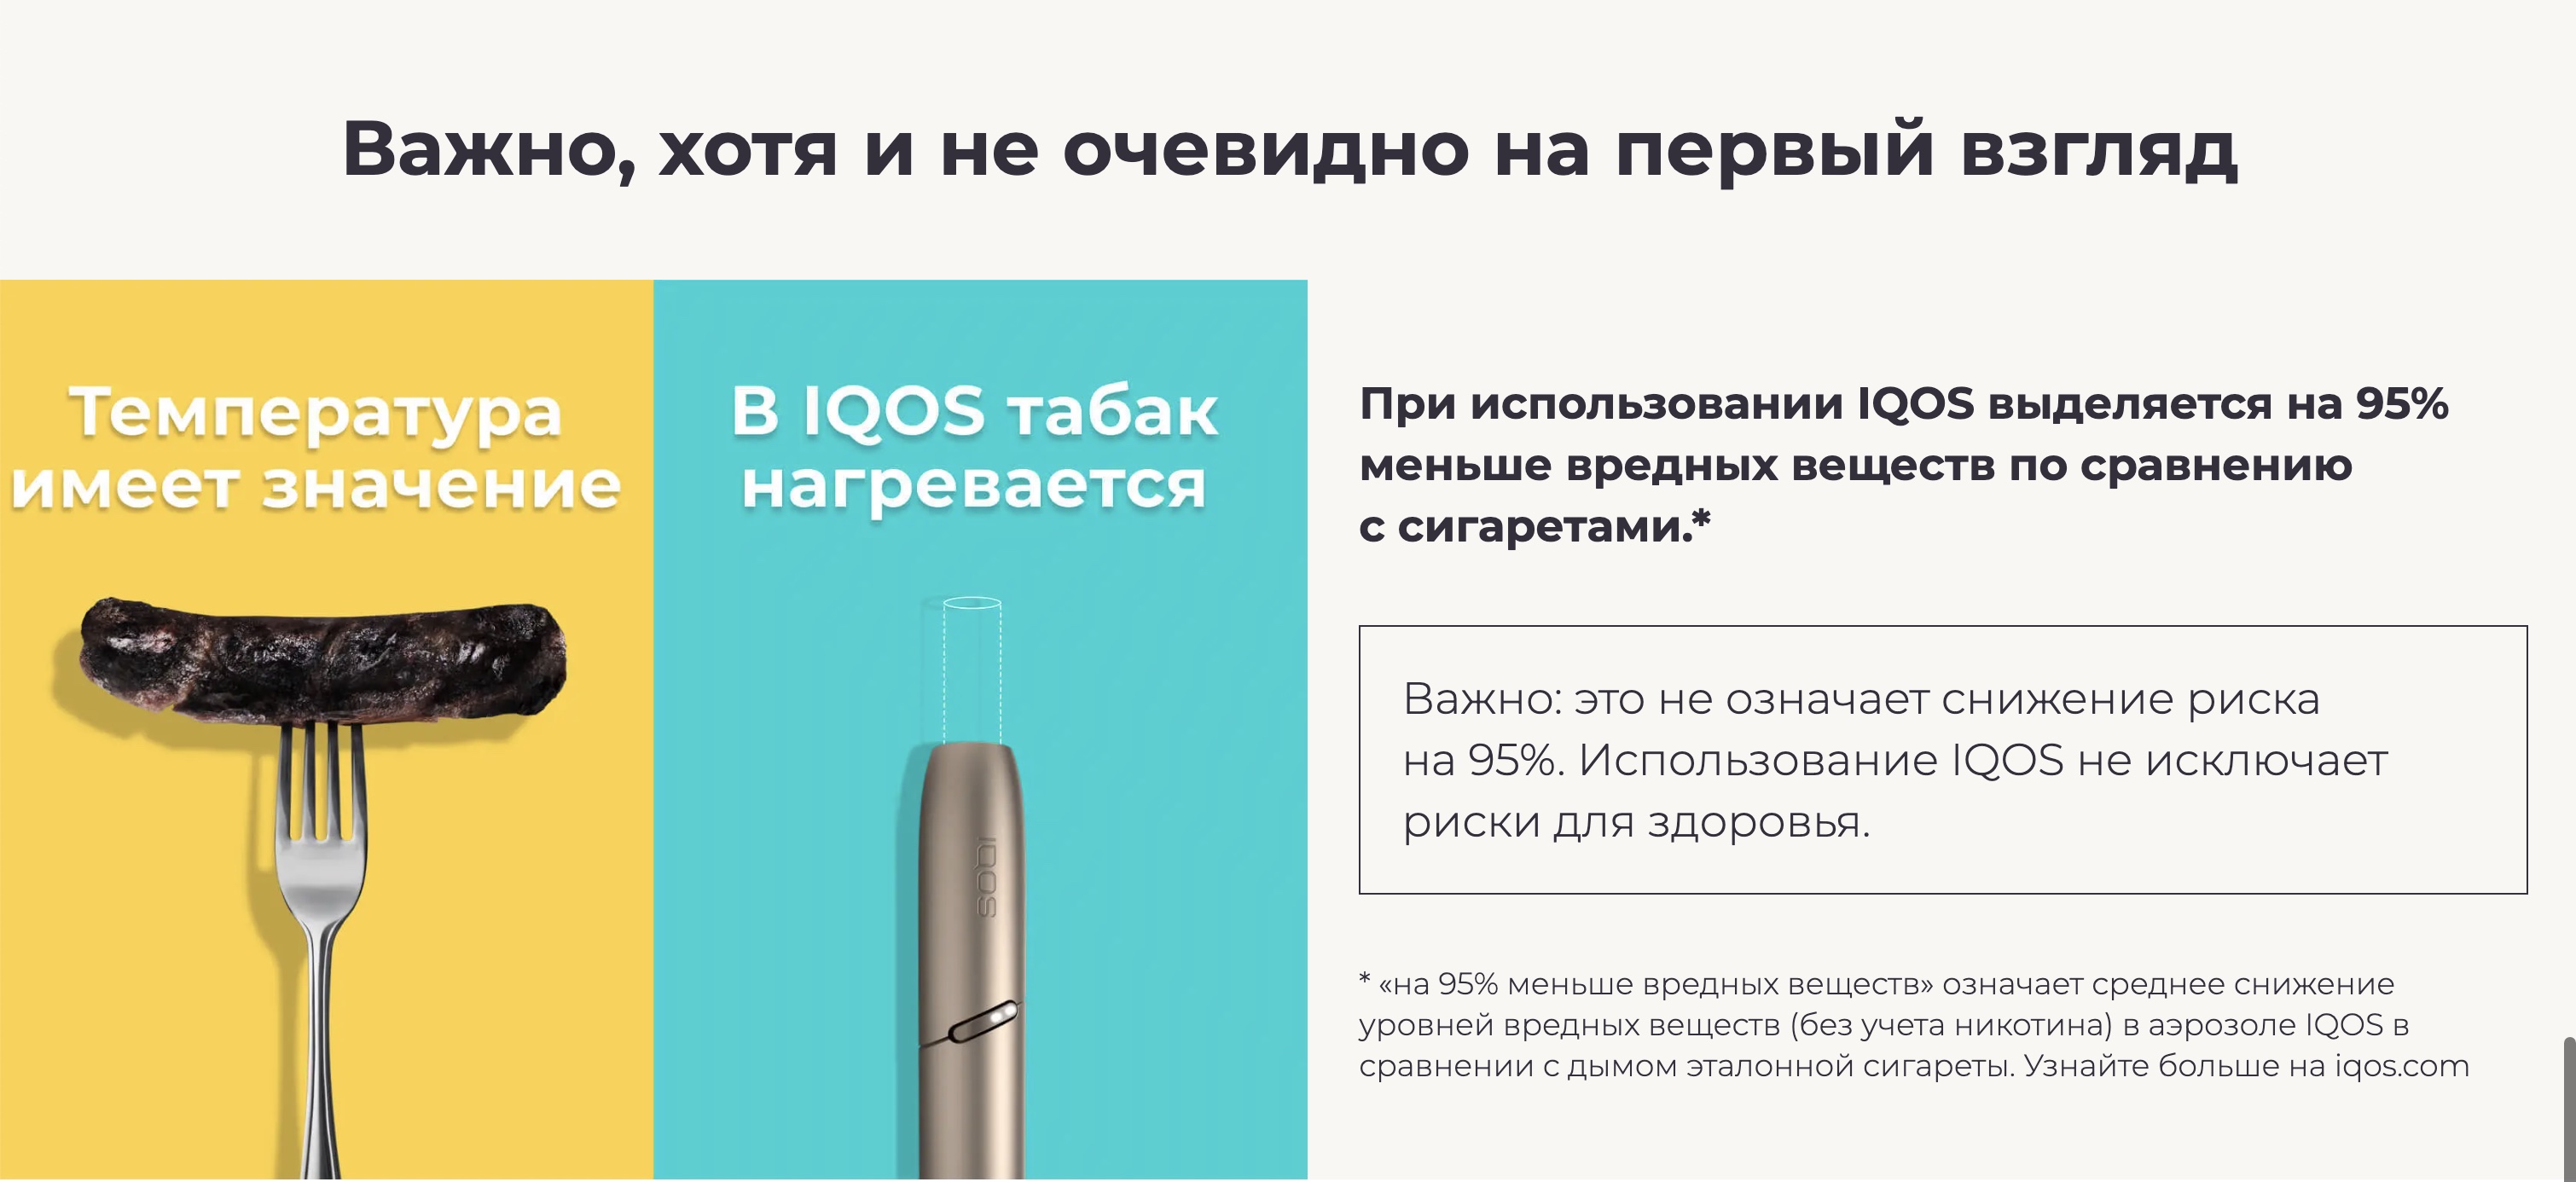 Важно, хотя и не очевидно на первый взгляд
Температура
имеет значение
В IQOS табак
нагревается
IQOS
При использовании IQOS выделяется на 95%
меньше вредных веществ по сравнению
с сигаретами.*
Важно: это не означает снижение риска
на 95%. Использование IQOS не исключает
риски для здоровья.
* «на 95% меньше вредных веществ» означает среднее снижение
уровней вредных веществ (без учета никотина) в аэрозоле IQOS в
сравнении с дымом эталонной сигареты. Узнайте больше на iqos.com